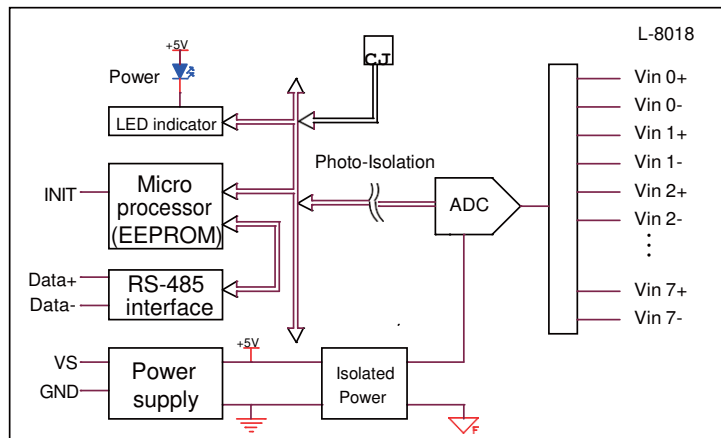 L-8018
+5V
Power
CJ
LED indicator
Vin 0+
Vin 0-
Vin 1+
Vin 1-
Vin 2+
Vin 2-
Vin 7+
Vin 7-
Photo-Isolation
ADC
INIT
Micro
processor
(EEPROM)
Data+
Data-
RS-485
interface
VS
GND
Power
supply
+5V
Isolated
Power
F